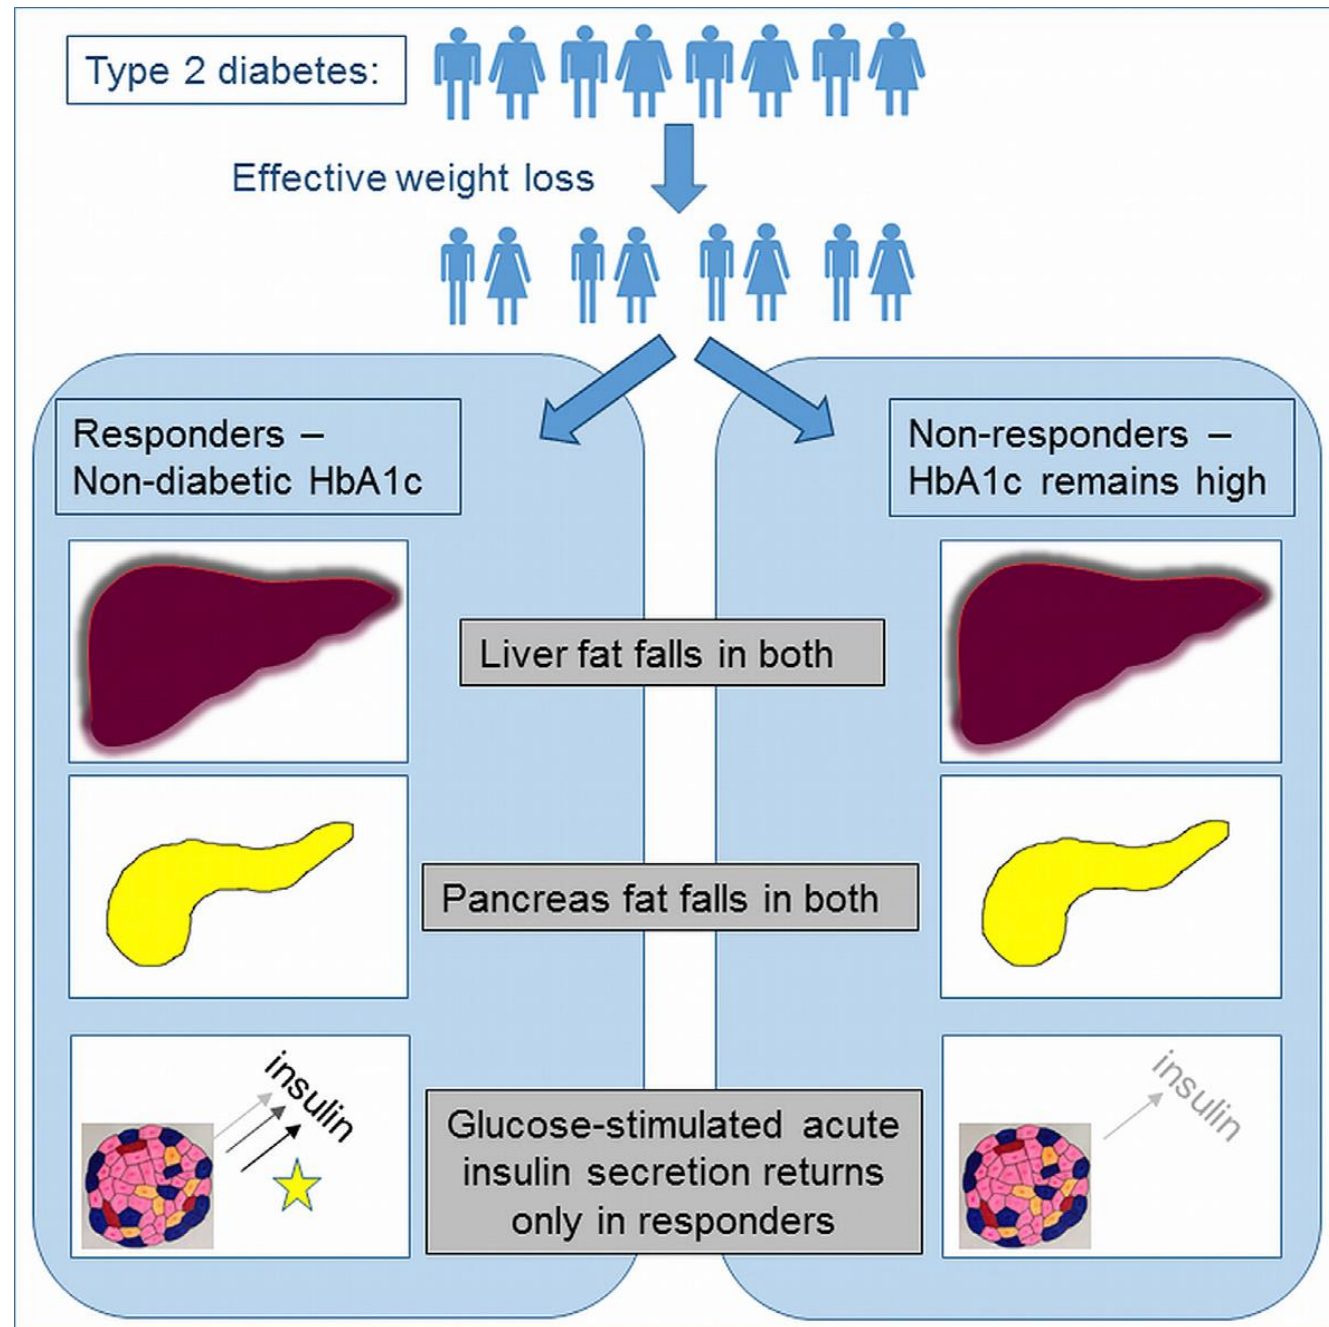 Type 2 diabetes:
Effective weight loss
Responders –
Non-diabetic HbA1c
Non-responders –
HbA1c remains high
Liver fat falls in both
Pancreas fat falls in both
insulin
Glucose-stimulated acute
insulin secretion returns
only in responders
insulin